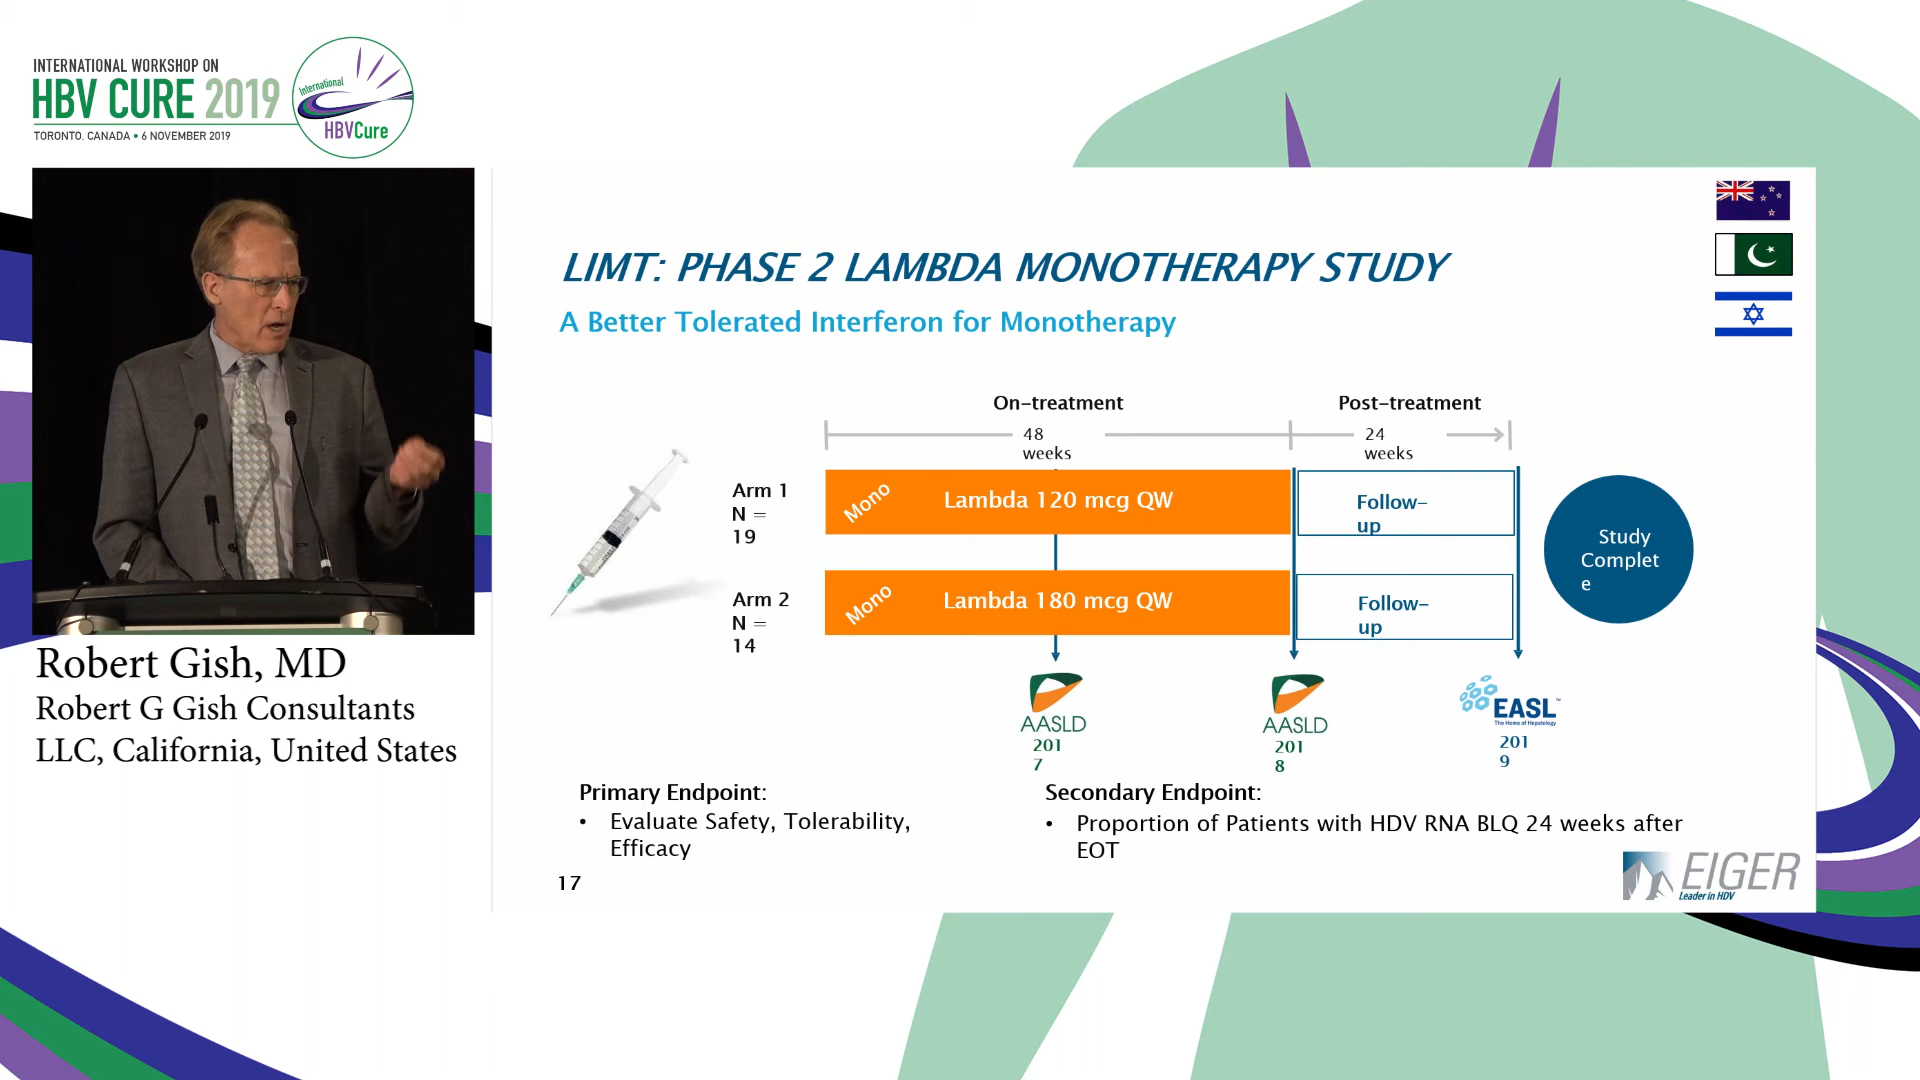 INTERNATIONAL WORKSHOP ON
HBV CURE 2019
TORONTO, CANADA • 6 NOVEMBER 2019
International
HBVCure
Robert Gish, MD
Robert G Gish Consultants
LLC, California, United States
LIMT: PHASE 2 LAMBDA MONOTHERAPY STUDY
A Better Tolerated Interferon for Monotherapy
On-treatment
Post-treatment
48
weeks
24
weeks
Arm 1
N =
19
Mono
Lambda 120 mcg QW
Follow-
up
Arm 2
N =
14
Mono
Lambda 180 mcg QW
Follow-
up
Study
Complet
e
AASLD
201
7
AASLD
201
8
EASL™
The Home of Hepatology
201
9
Primary Endpoint:
• Evaluate Safety, Tolerability,
Efficacy
Secondary Endpoint:
• Proportion of Patients with HDV RNA BLQ 24 weeks after
EOT
17
EIGER
Leader in HDV